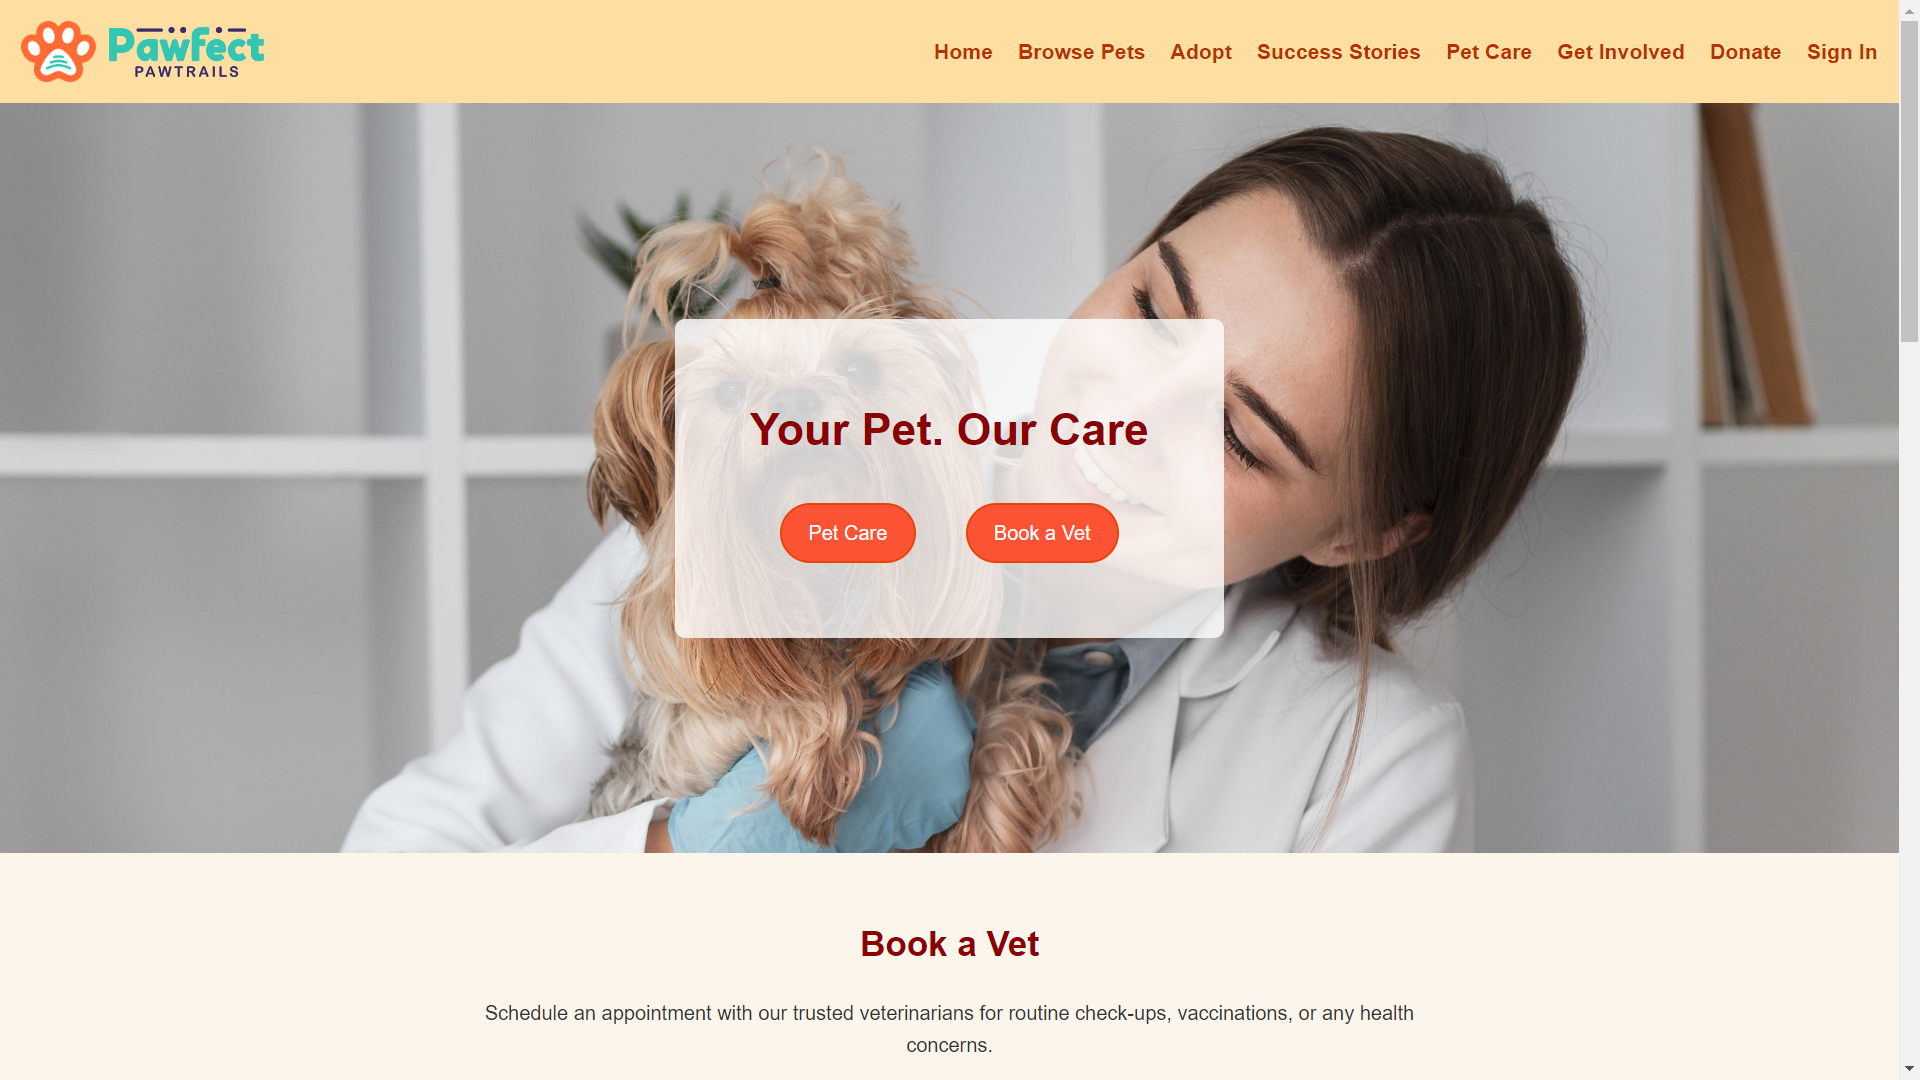 Pawfect
PAWTRAILS
Home Browse Pets Adopt Success Stories Pet Care Get Involved Donate Sign In
Your Pet. Our Care
Pet Care Book a Vet
Book a Vet
Schedule an appointment with our trusted veterinarians for routine check-ups, vaccinations, or any health
concerns.